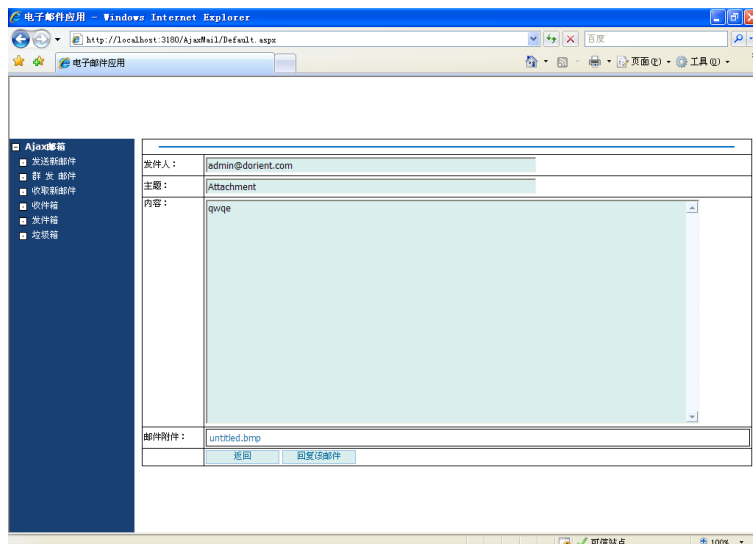 电子邮件应用 - Windows Internet Explorer
http://localhost:3180/AjaxMail/Default.aspx
百度
电子邮件应用
页面(P)
工具(O)
Ajax邮箱
发送新邮件
群 发 邮件
收取新邮件
收件箱
发件箱
垃圾箱
发件人：
admin@dorient.com
主题：
Attachment
内容：
qwqe
邮件附件：
untitled.bmp
返回
回复该邮件
可信站点
100%